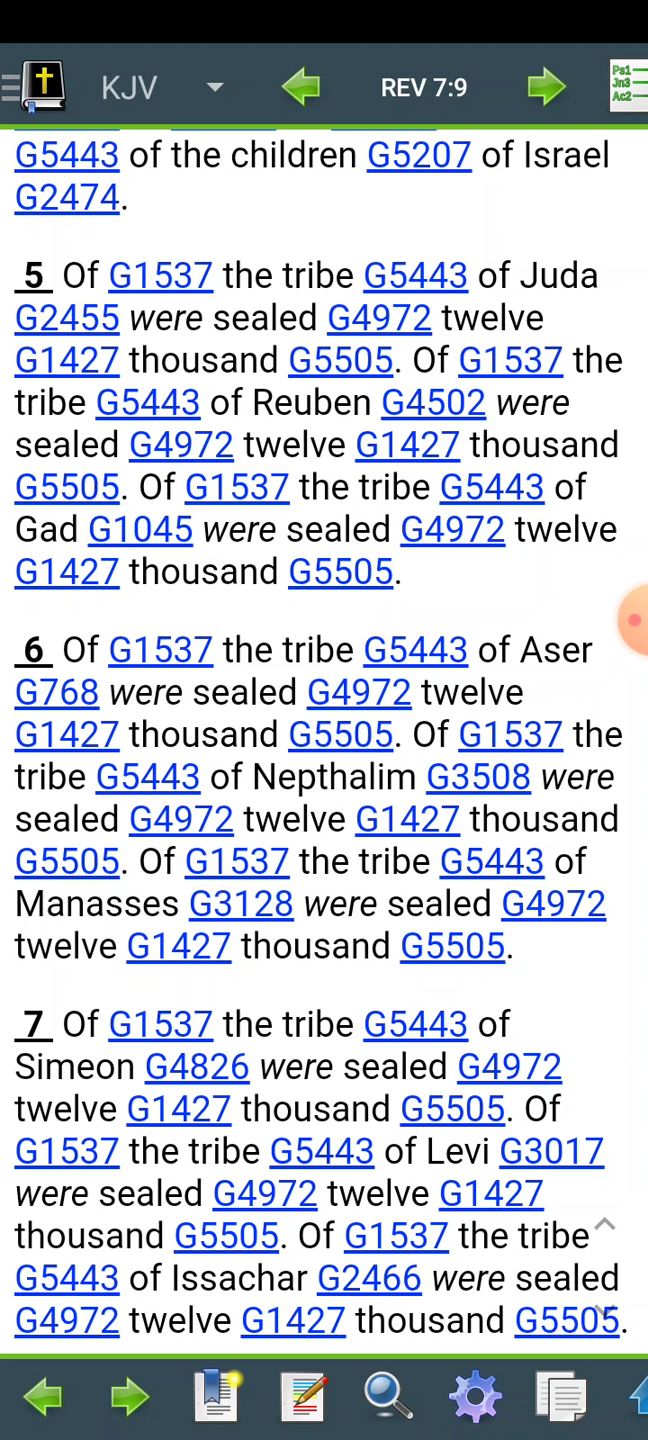 KJV
REV 7:9
Ps1
Jn3
Ac2
G5443 of the children G5207 of Israel
G2474.
5 Of G1537 the tribe G5443 of Juda
G2455 were sealed G4972 twelve
G1427 thousand G5505. Of G1537 the
tribe G5443 of Reuben G4502 were
sealed G4972 twelve G1427 thousand
G5505. Of G1537 the tribe G5443 of
Gad G1045 were sealed G4972 twelve
G1427 thousand G5505.
6 Of G1537 the tribe G5443 of Aser
G768 were sealed G4972 twelve
G1427 thousand G5505. Of G1537 the
tribe G5443 of Nepthalim G3508 were
sealed G4972 twelve G1427 thousand
G5505. Of G1537 the tribe G5443 of
Manasses G3128 were sealed G4972
twelve G1427 thousand G5505.
7 Of G1537 the tribe G5443 of
Simeon G4826 were sealed G4972
twelve G1427 thousand G5505. Of
G1537 the tribe G5443 of Levi G3017
were sealed G4972 twelve G1427
thousand G5505. Of G1537 the tribe
G5443 of Issachar G2466 were sealed
G4972 twelve G1427 thousand G5505.